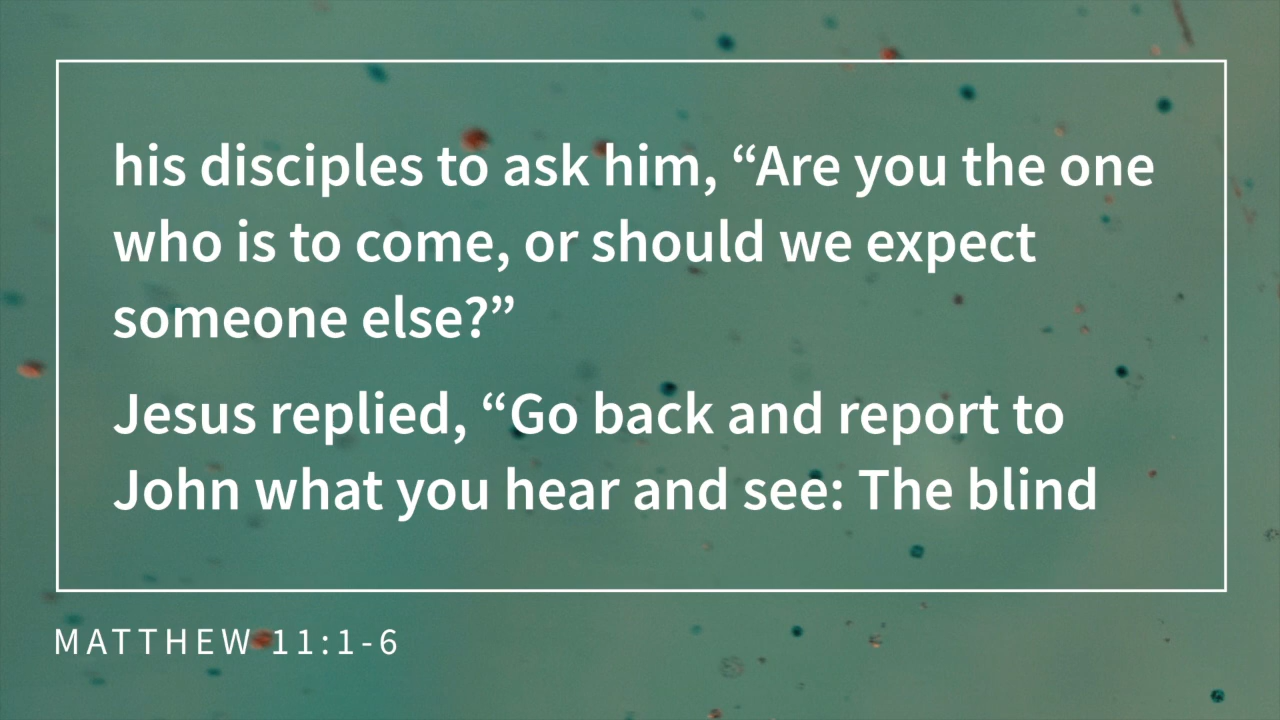 his disciples to ask him, “Are you the one
who is to come, or should we expect
someone else?”
Jesus replied, “Go back and report to
John what you hear and see: The blind
MATTHEW 11:1-6